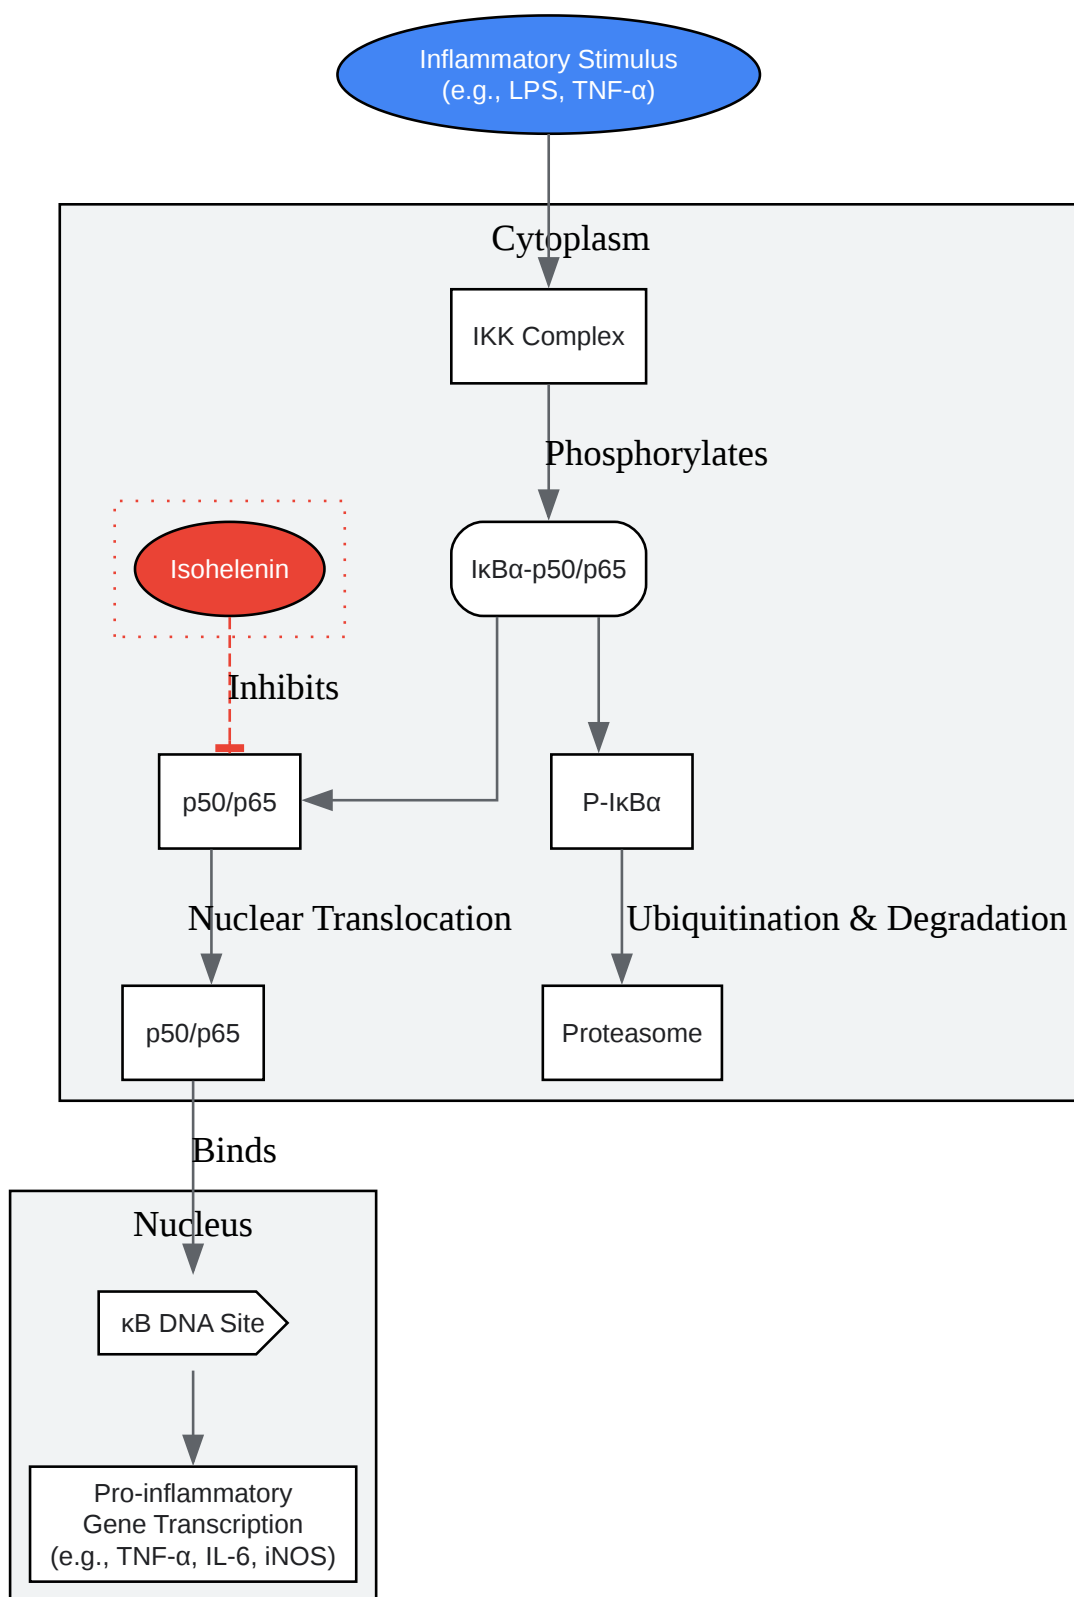 Inflammatory Stimulus
(e.g., LPS, TNF-α)
Cytoplasm
IKK Complex
Phosphorylates
Isohelenin
IκBα-p50/p65
Inhibits
p50/p65
P-IκBα
Nuclear Translocation
Ubiquitination & Degradation
p50/p65
Proteasome
Binds
Nucleus
κB DNA Site
Pro-inflammatory
Gene Transcription
(e.g., TNF-α, IL-6, iNOS)